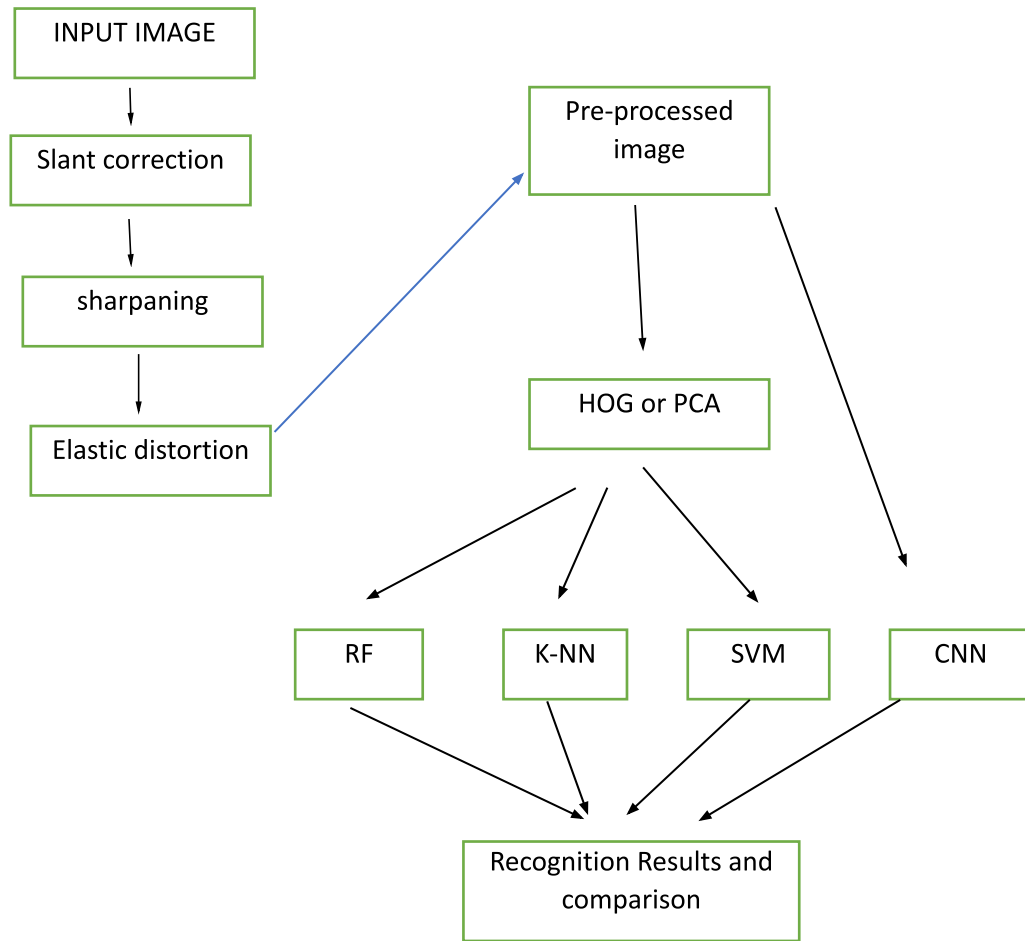 INPUT IMAGE
Slant correction
sharpaning
Elastic distortion
Pre-processed
image
HOG or PCA
RF
K-NN
SVM
CNN
Recognition Results and
comparison